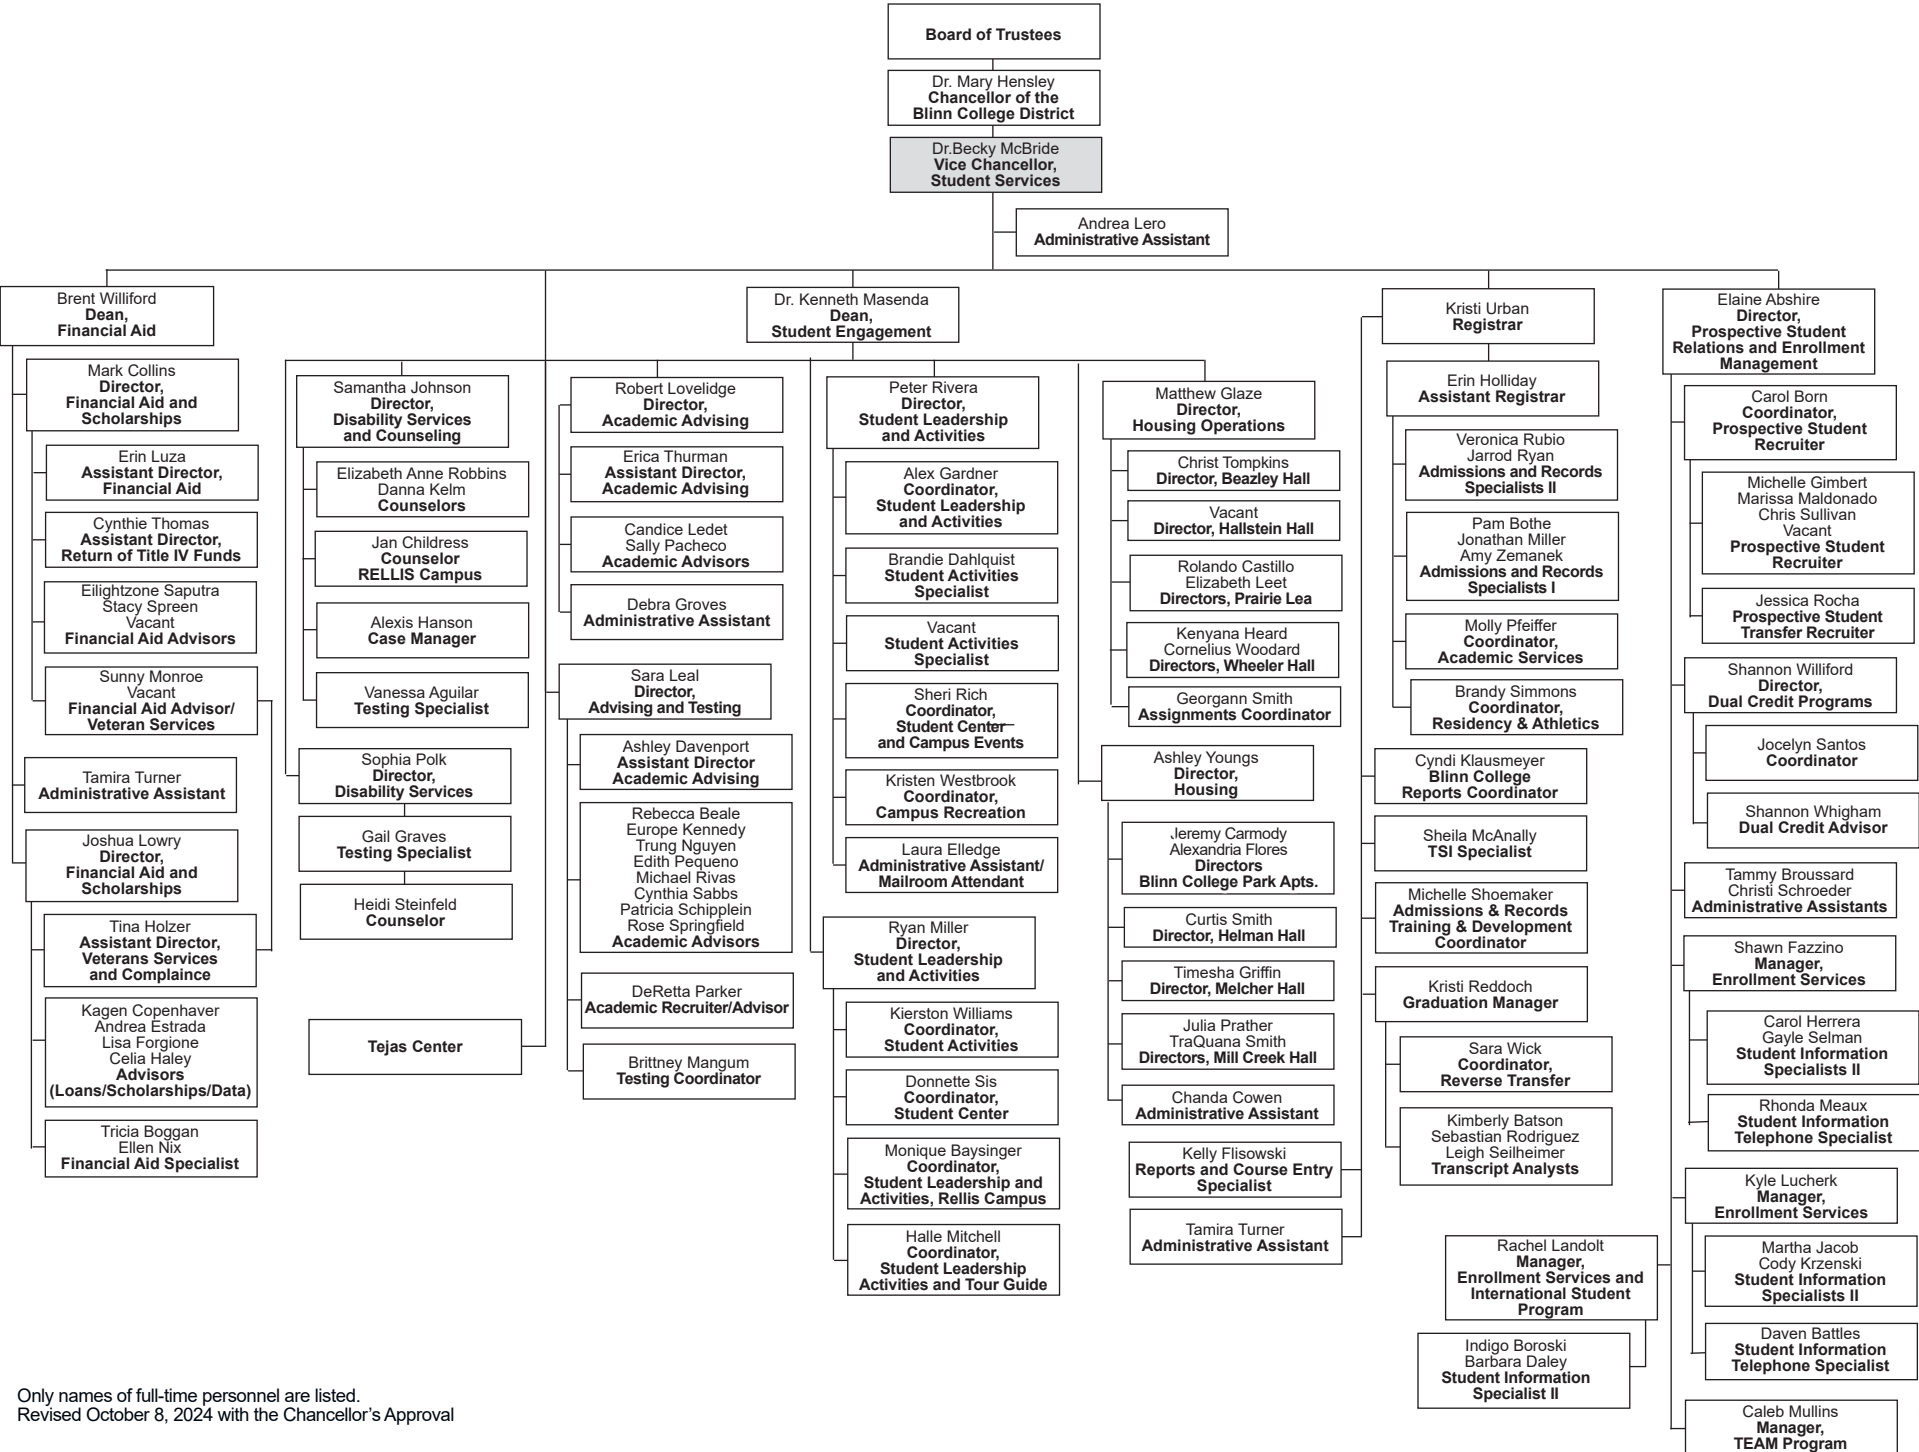 Board of Trustees
Dr. Mary Hensley
Chancellor of the
Blinn College District
Dr.Becky McBride
Vice Chancellor,
Student Services
Andrea Lero
Administrative Assistant
Brent Williford
Dean,
Financial Aid
Mark Collins
Director,
Financial Aid and
Scholarships
Erin Luza
Assistant Director,
Financial Aid
Cynthie Thomas
Assistant Director,
Return of Title IV Funds
Eilightzone Saputra
Stacy Spreen
Vacant
Financial Aid Advisors
Sunny Monroe
Vacant
Financial Aid Advisor/
Veteran Services
Tamira Turner
Administrative Assistant
Joshua Lowry
Director,
Financial Aid and
Scholarships
Tina Holzer
Assistant Director,
Veterans Services
and Complaince
Kagen Copenhaver
Andrea Estrada
Lisa Forgione
Celia Haley
Advisors
(Loans/Scholarships/Data)
Tricia Boggan
Ellen Nix
Financial Aid Specialist
Dr. Kenneth Masenda
Dean,
Student Engagement
Samantha Johnson
Director,
Disability Services
and Counseling
Elizabeth Anne Robbins
Danna Kelm
Counselors
Jan Childress
Counselor
RELLIS Campus
Alexis Hanson
Case Manager
Vanessa Aguilar
Testing Specialist
Sophia Polk
Director,
Disability Services
Gail Graves
Testing Specialist
Heidi Steinfeld
Counselor
Tejas Center
Robert Lovelidge
Director,
Academic Advising
Erica Thurman
Assistant Director,
Academic Advising
Candice Ledet
Sally Pacheco
Academic Advisors
Debra Groves
Administrative Assistant
Sara Leal
Director,
Advising and Testing
Ashley Davenport
Assistant Director
Academic Advising
Rebecca Beale
Europe Kennedy
Trung Nguyen
Edith Pequeno
Michael Rivas
Cynthia Sabbs
Patricia Schipplein
Rose Springfield
Academic Advisors
DeRetta Parker
Academic Recruiter/Advisor
Brittney Mangum
Testing Coordinator
Peter Rivera
Director,
Student Leadership
and Activities
Alex Gardner
Coordinator,
Student Leadership
and Activities
Brandie Dahlquist
Student Activities
Specialist
Vacant
Student Activities
Specialist
Sheri Rich
Coordinator,
Student Center
and Campus Events
Kristen Westbrook
Coordinator,
Campus Recreation
Laura Elledge
Administrative Assistant/
Mailroom Attendant
Ryan Miller
Director,
Student Leadership
and Activities
Kierston Williams
Coordinator,
Student Activities
Donnette Sis
Coordinator,
Student Center
Monique Baysinger
Coordinator,
Student Leadership and
Activities, Rellis Campus
Halle Mitchell
Coordinator,
Student Leadership
Activities and Tour Guide
Matthew Glaze
Director,
Housing Operations
Christ Tompkins
Director, Beazley Hall
Vacant
Director, Hallstein Hall
Rolando Castillo
Elizabeth Leet
Directors, Prairie Lea
Kenyana Heard
Cornelius Woodard
Directors, Wheeler Hall
Georgann Smith
Assignments Coordinator
Ashley Youngs
Director,
Housing
Jeremy Carmody
Alexandria Flores
Directors
Blinn College Park Apts.
Curtis Smith
Director, Helman Hall
Timesha Griffin
Director, Melcher Hall
Julia Prather
TraQuana Smith
Directors, Mill Creek Hall
Chanda Cowen
Administrative Assistant
Kelly Flisowski
Reports and Course Entry
Specialist
Tamira Turner
Administrative Assistant
Kristi Urban
Registrar
Erin Holliday
Assistant Registrar
Veronica Rubio
Jarrod Ryan
Admissions and Records
Specialists II
Pam Bothe
Jonathan Miller
Amy Zemanek
Admissions and Records
Specialists I
Molly Pfeiffer
Coordinator,
Academic Services
Brandy Simmons
Coordinator,
Residency & Athletics
Cyndi Klausmeyer
Blinn College
Reports Coordinator
Sheila McAnally
TSI Specialist
Michelle Shoemaker
Admissions & Records
Training & Development
Coordinator
Kristi Reddoch
Graduation Manager
Sara Wick
Coordinator,
Reverse Transfer
Kimberly Batson
Sebastian Rodriguez
Leigh Seilheimer
Transcript Analysts
Elaine Abshire
Director,
Prospective Student
Relations and Enrollment
Management
Carol Born
Coordinator,
Prospective Student
Recruiter
Michelle Gimbert
Marissa Maldonado
Chris Sullivan
Vacant
Prospective Student
Recruiter
Jessica Rocha
Prospective Student
Transfer Recruiter
Shannon Williford
Director,
Dual Credit Programs
Jocelyn Santos
Coordinator
Shannon Whigham
Dual Credit Advisor
Tammy Broussard
Christi Schroeder
Administrative Assistants
Shawn Fazzino
Manager,
Enrollment Services
Carol Herrera
Gayle Selman
Student Information
Specialists II
Rhonda Meaux
Student Information
Telephone Specialist
Kyle Lucherk
Manager,
Enrollment Services
Martha Jacob
Cody Krzenski
Student Information
Specialists II
Daven Battles
Student Information
Telephone Specialist
Rachel Landolt
Manager,
Enrollment Services and
International Student
Program
Indigo Boroski
Barbara Daley
Student Information
Specialist II
Caleb Mullins
Manager,
TEAM Program
Only names of full-time personnel are listed.
Revised October 8, 2024 with the Chancellor's Approval